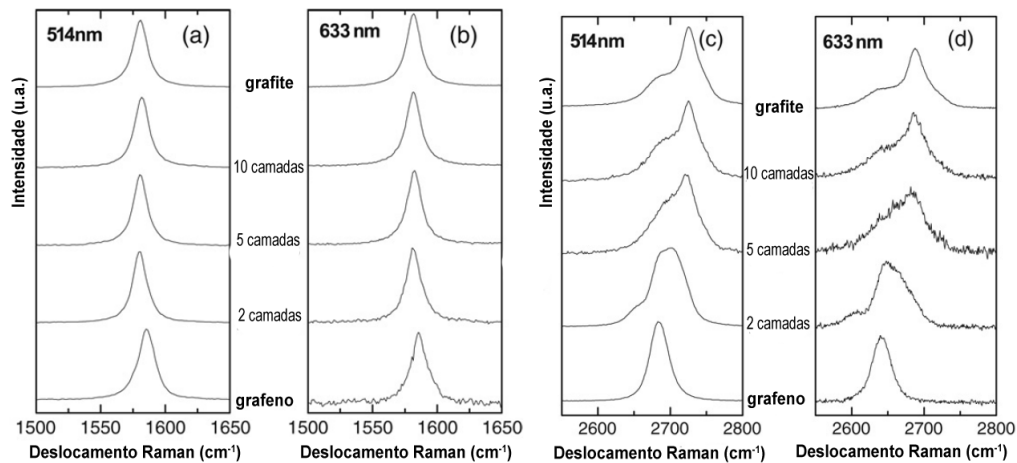 514nm (a)
633 nm (b)
514nm (c)
633 nm (d)
Intensidade (u.a.)
Intensidade (u.a.)
grafite
10 camadas
5 camadas
2 camadas
grafeno
grafite
10 camadas
5 camadas
2 camadas
grafeno
1500 1550 1600 1650
1500 1550 1600 1650
2600 2700 2800
2600 2700 2800
Deslocamento Raman (cm⁻¹)
Deslocamento Raman (cm⁻¹)
Deslocamento Raman (cm⁻¹)
Deslocamento Raman (cm⁻¹)